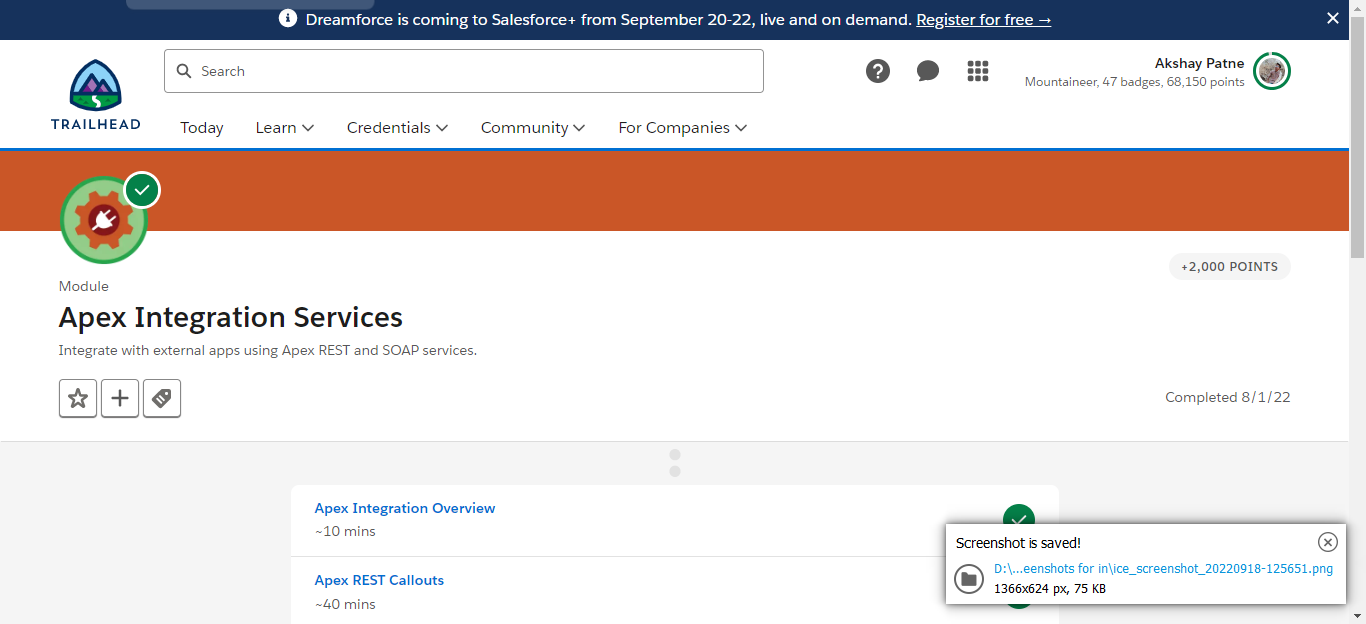 Dreamforce is coming to Salesforce+ from September 20-22, live and on demand. Register for free →
Search
Akshay Patne
Mountaineer, 47 badges, 68,150 points
TRAILHEAD
Today Learn Credentials Community For Companies
+2,000 POINTS
Module
Apex Integration Services
Integrate with external apps using Apex REST and SOAP services.
Completed 8/1/22
Apex Integration Overview
~10 mins
Apex REST Callouts
~40 mins
Screenshot is saved!
D:\...eenshots for in\ice_screenshot_20220918-125651.png
1366x624 px, 75 KB